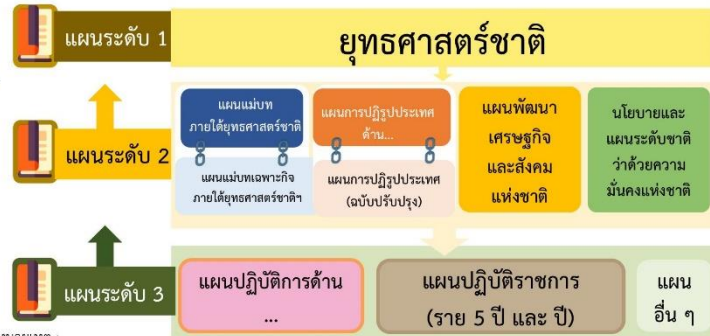 แผนระดับ 1
ยุทธศาสตร์ชาติ
แผนระดับ 2
แผนแม่บท
ภายใต้ยุทธศาสตร์ชาติ
แผนแม่บทเฉพาะกิจ
ภายใต้ยุทธศาสตร์ชาติฯ
แผนการปฏิรูปประเทศ
ด้าน...
แผนการปฏิรูปประเทศ
(ฉบับปรับปรุง)
แผนพัฒนา
เศรษฐกิจ
และสังคม
แห่งชาติ
นโยบายและ
แผนระดับชาติ
ว่าด้วยความ
มั่นคงแห่งชาติ
แผนระดับ 3
แผนปฏิบัติการด้าน
...
แผนปฏิบัติราชการ
(ราย 5 ปี และ ปี)
แผน
อื่น ๆ